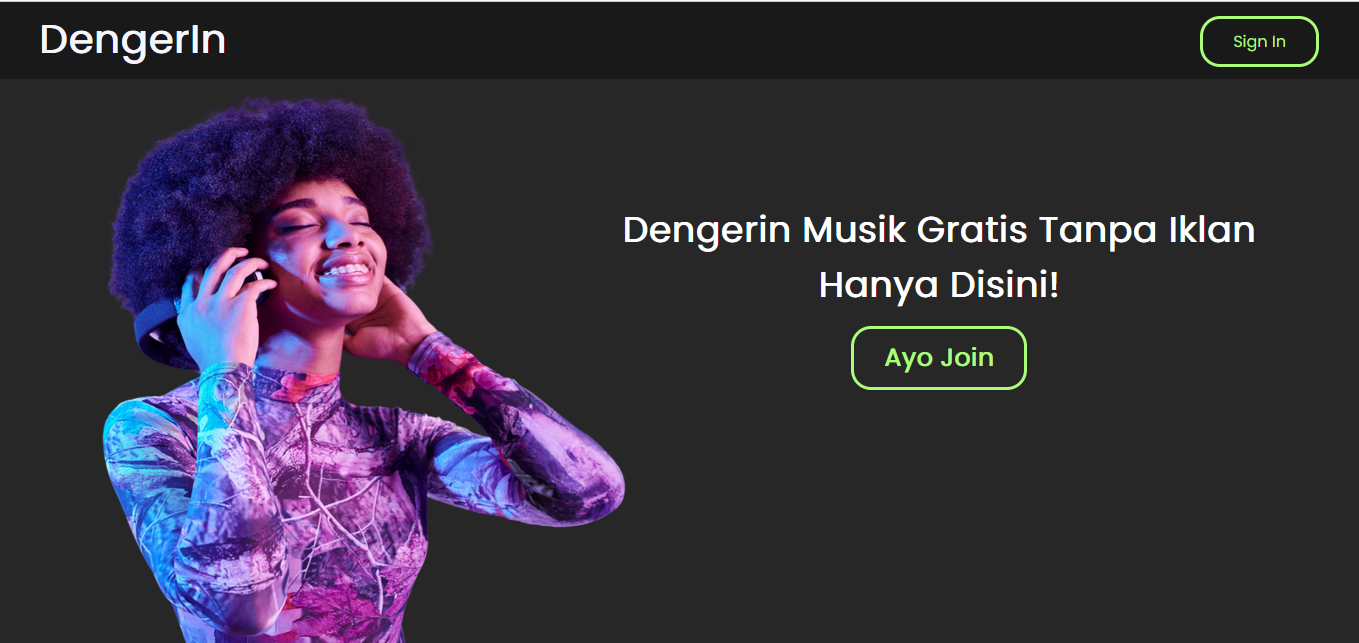 DengerIn
Sign In
Dengerin Musik Gratis Tanpa Iklan
Hanya Disini!
Ayo Join